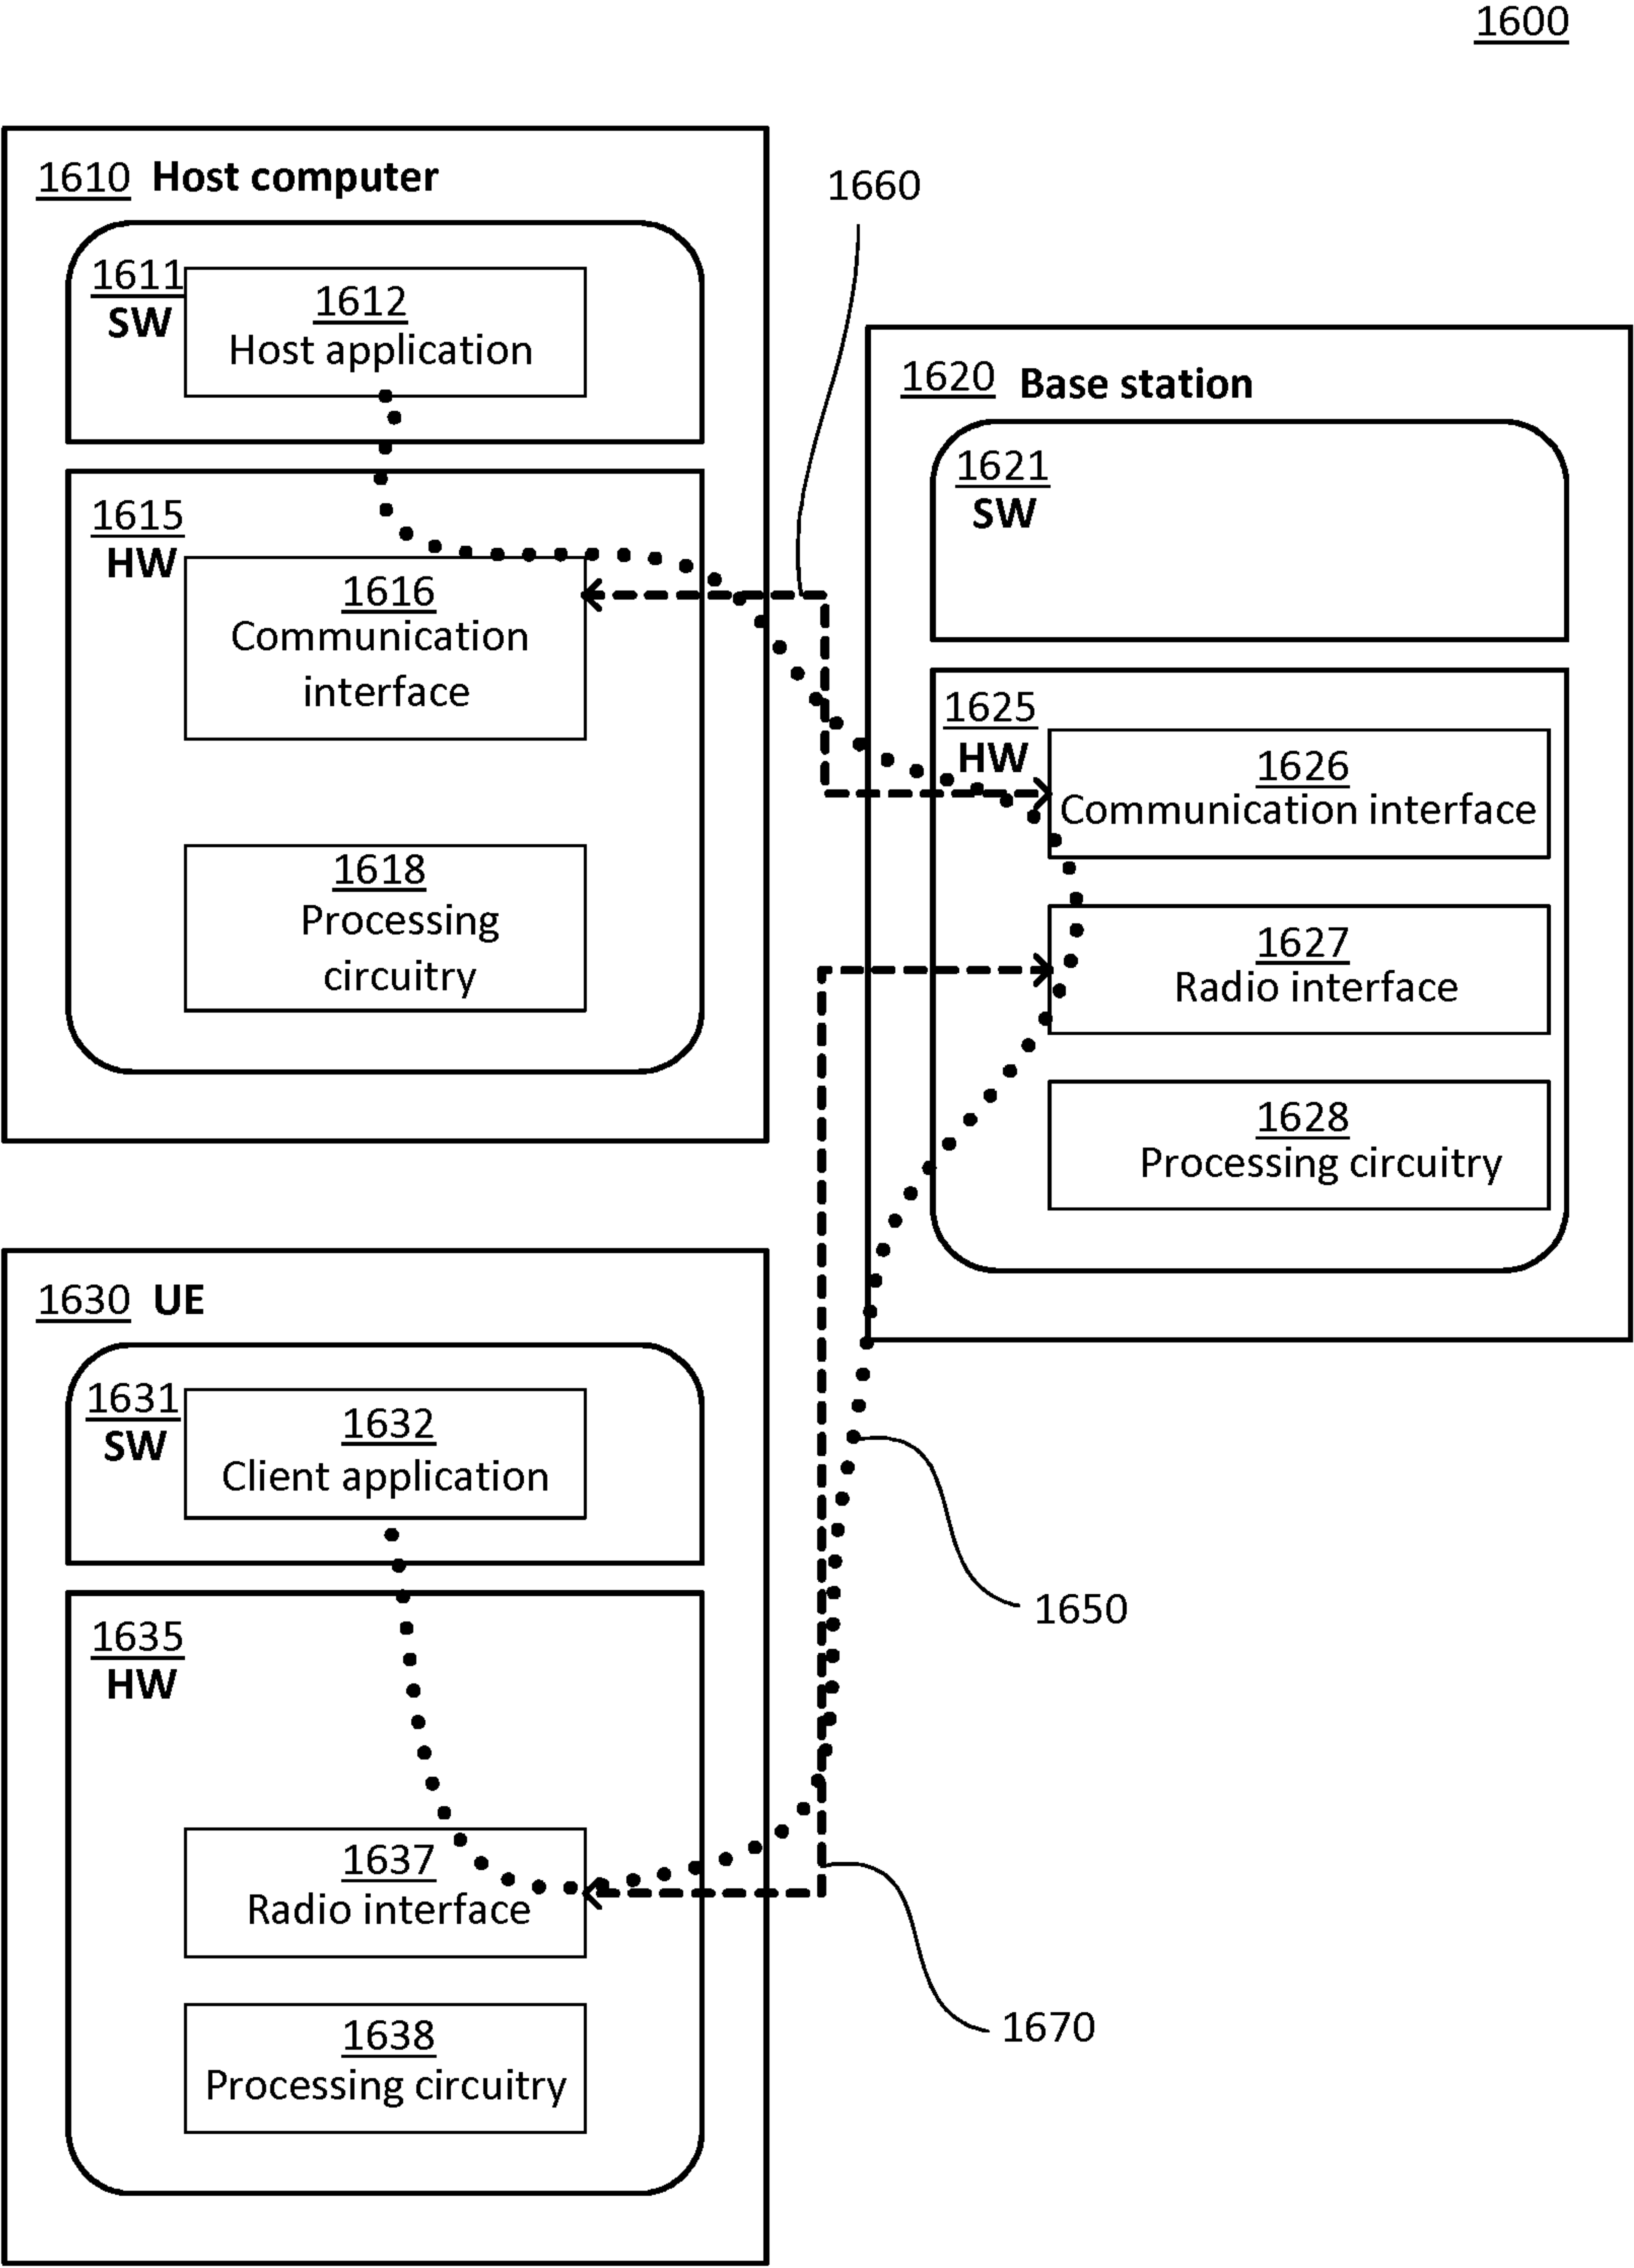 1600
1610 Host computer
1611
SW
1612
Host application
1615
HW
1616
Communication
interface
1618
Processing
circuitry
1660
1620 Base station
1621
SW
1625
HW
1626
Communication interface
1627
Radio interface
1628
Processing circuitry
1630 UE
1631
SW
1632
Client application
1635
HW
1637
Radio interface
1638
Processing circuitry
1650
1670